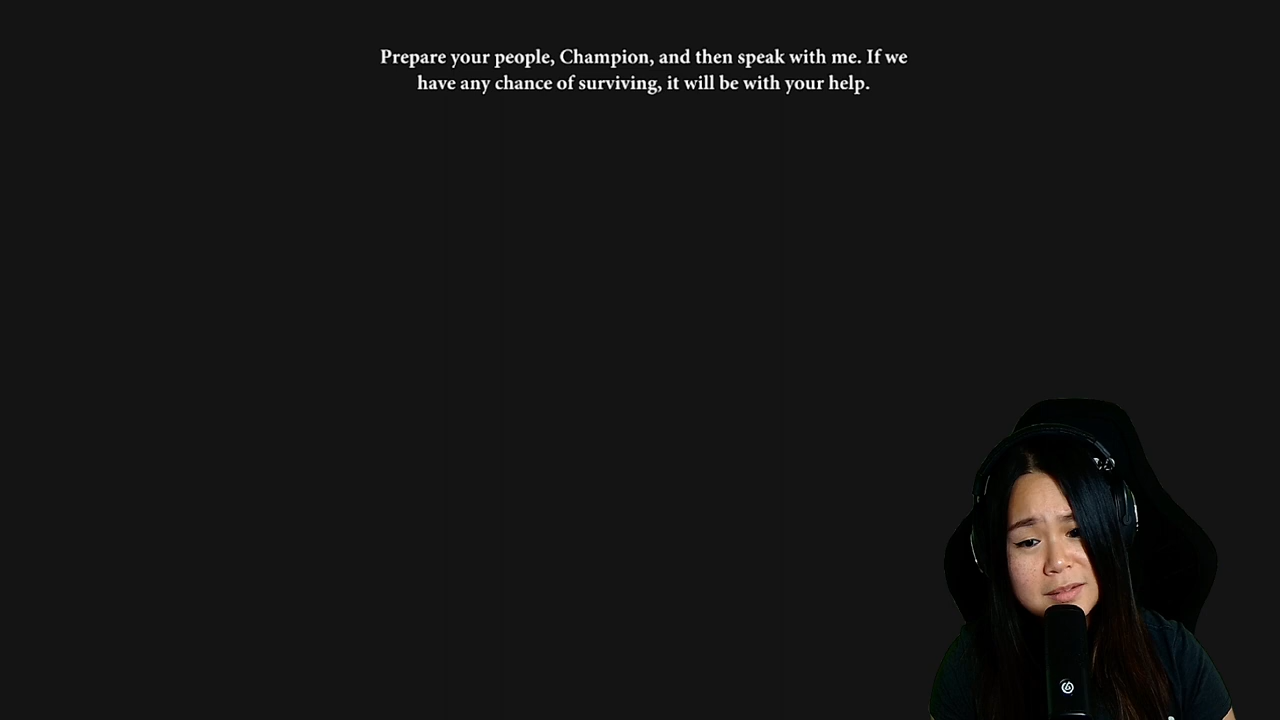 Prepare your people, Champion, and then speak with me. If we
have any chance of surviving, it will be with your help.